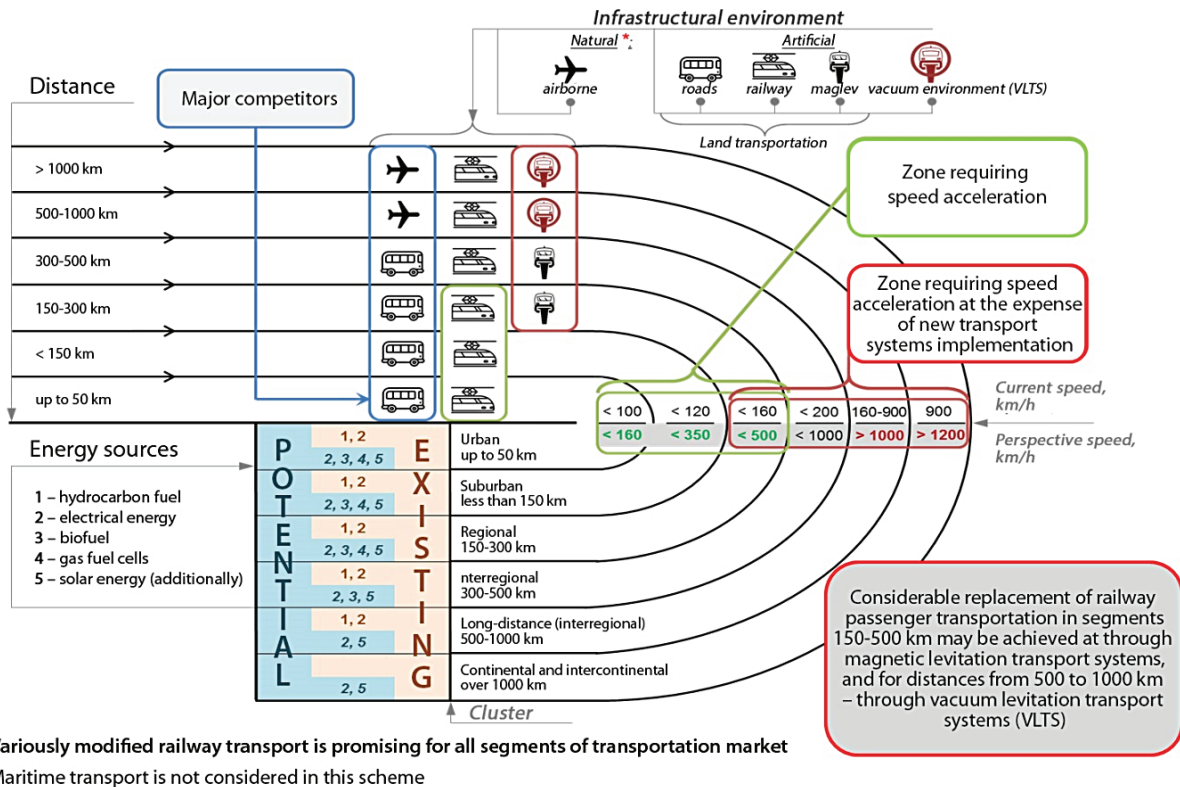 Infrastructural environment
Natural *:
Artificial
airborne
roads
railway
maglev
vacuum environment (VLTS)
Land transportation
Distance
Major competitors
> 1000 km
500-1000 km
300-500 km
150-300 km
< 150 km
up to 50 km
Zone requiring
speed acceleration
Zone requiring speed
acceleration at the expense
of new transport
systems implementation
Current speed,
km/h
< 100
< 120
< 160
< 200
160-900
900
< 160
< 350
< 500
< 1000
> 1000
> 1200
Perspective speed,
km/h
Energy sources
1 – hydrocarbon fuel
2 – electrical energy
3 – biofuel
4 – gas fuel cells
5 – solar energy (additionally)
POTENTIAL
EXISTING
1, 2
2, 3, 4, 5
1, 2
2, 3, 4, 5
1, 2
2, 3, 4, 5
1, 2
2, 3, 5
1, 2
2, 5
2, 5
Urban
up to 50 km
Suburban
less than 150 km
Regional
150-300 km
nterregional
300-500 km
Long-distance (interregional)
500-1000 km
Continental and intercontinental
over 1000 km
Cluster
Considerable replacement of railway
passenger transportation in segments
150-500 km may be achieved at through
magnetic levitation transport systems,
and for distances from 500 to 1000 km
– through vacuum levitation transport
systems (VLTS)
ariously modified railway transport is promising for all segments of transportation market
Maritime transport is not considered in this scheme